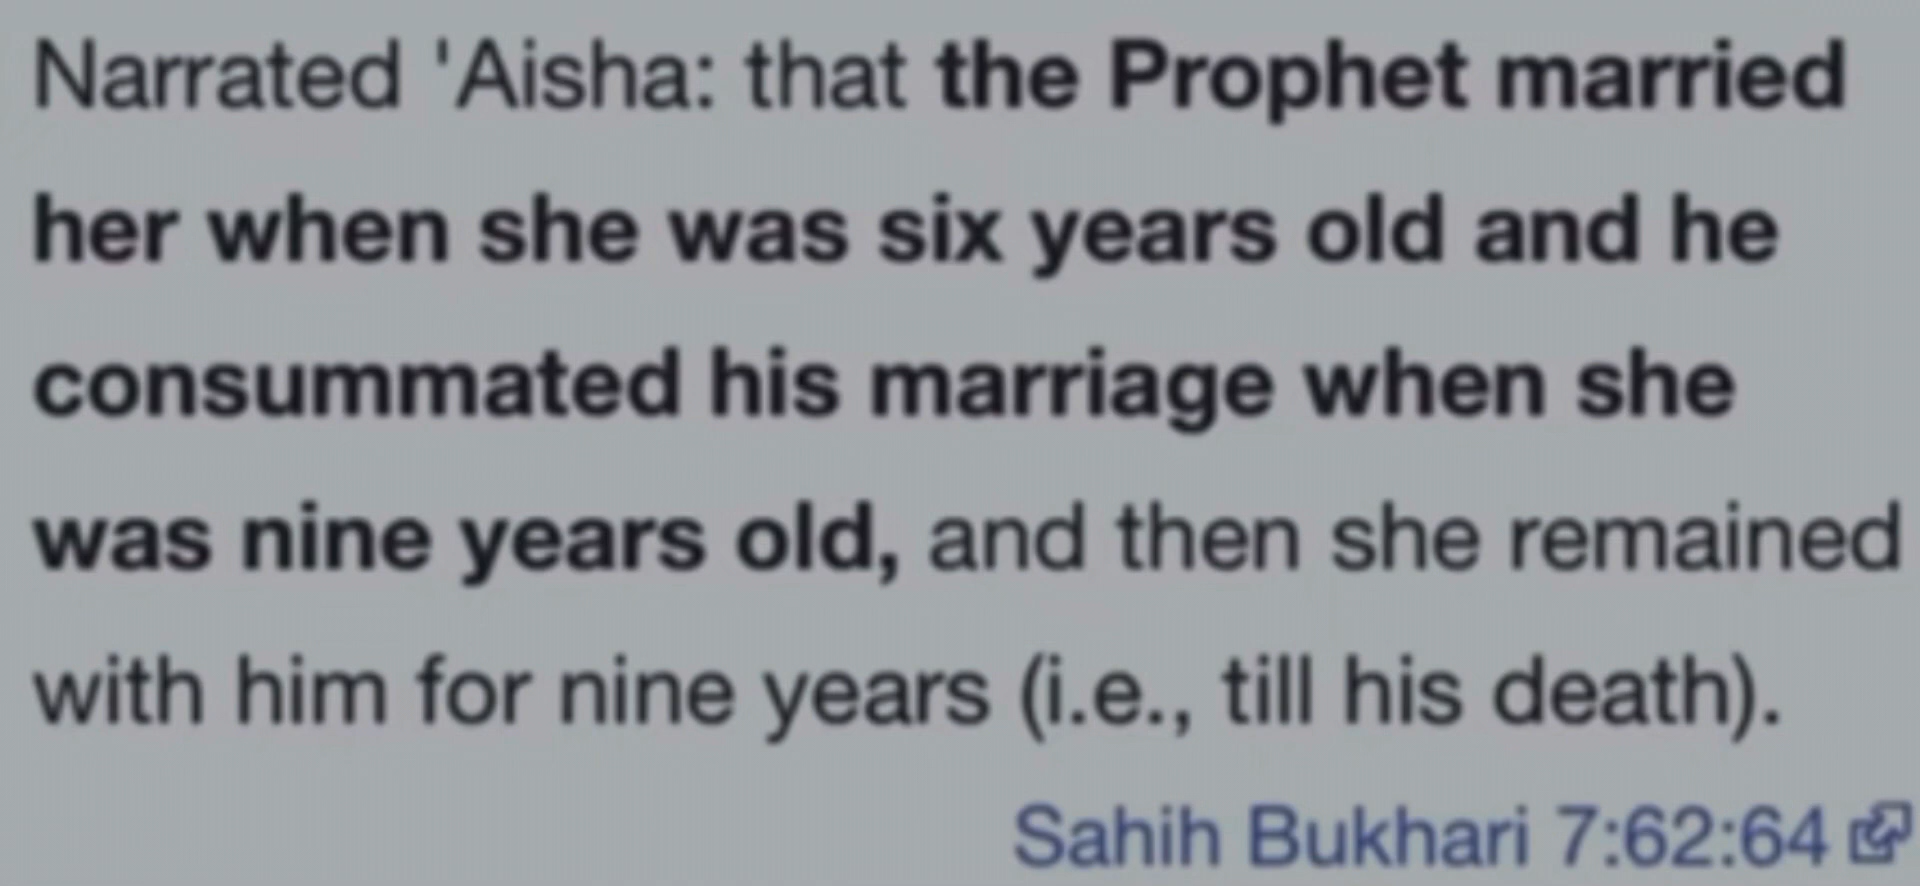 Narrated 'Aisha: that the Prophet married
her when she was six years old and he
consummated his marriage when she
was nine years old, and then she remained
with him for nine years (i.e., till his death).
Sahih Bukhari 7:62:64